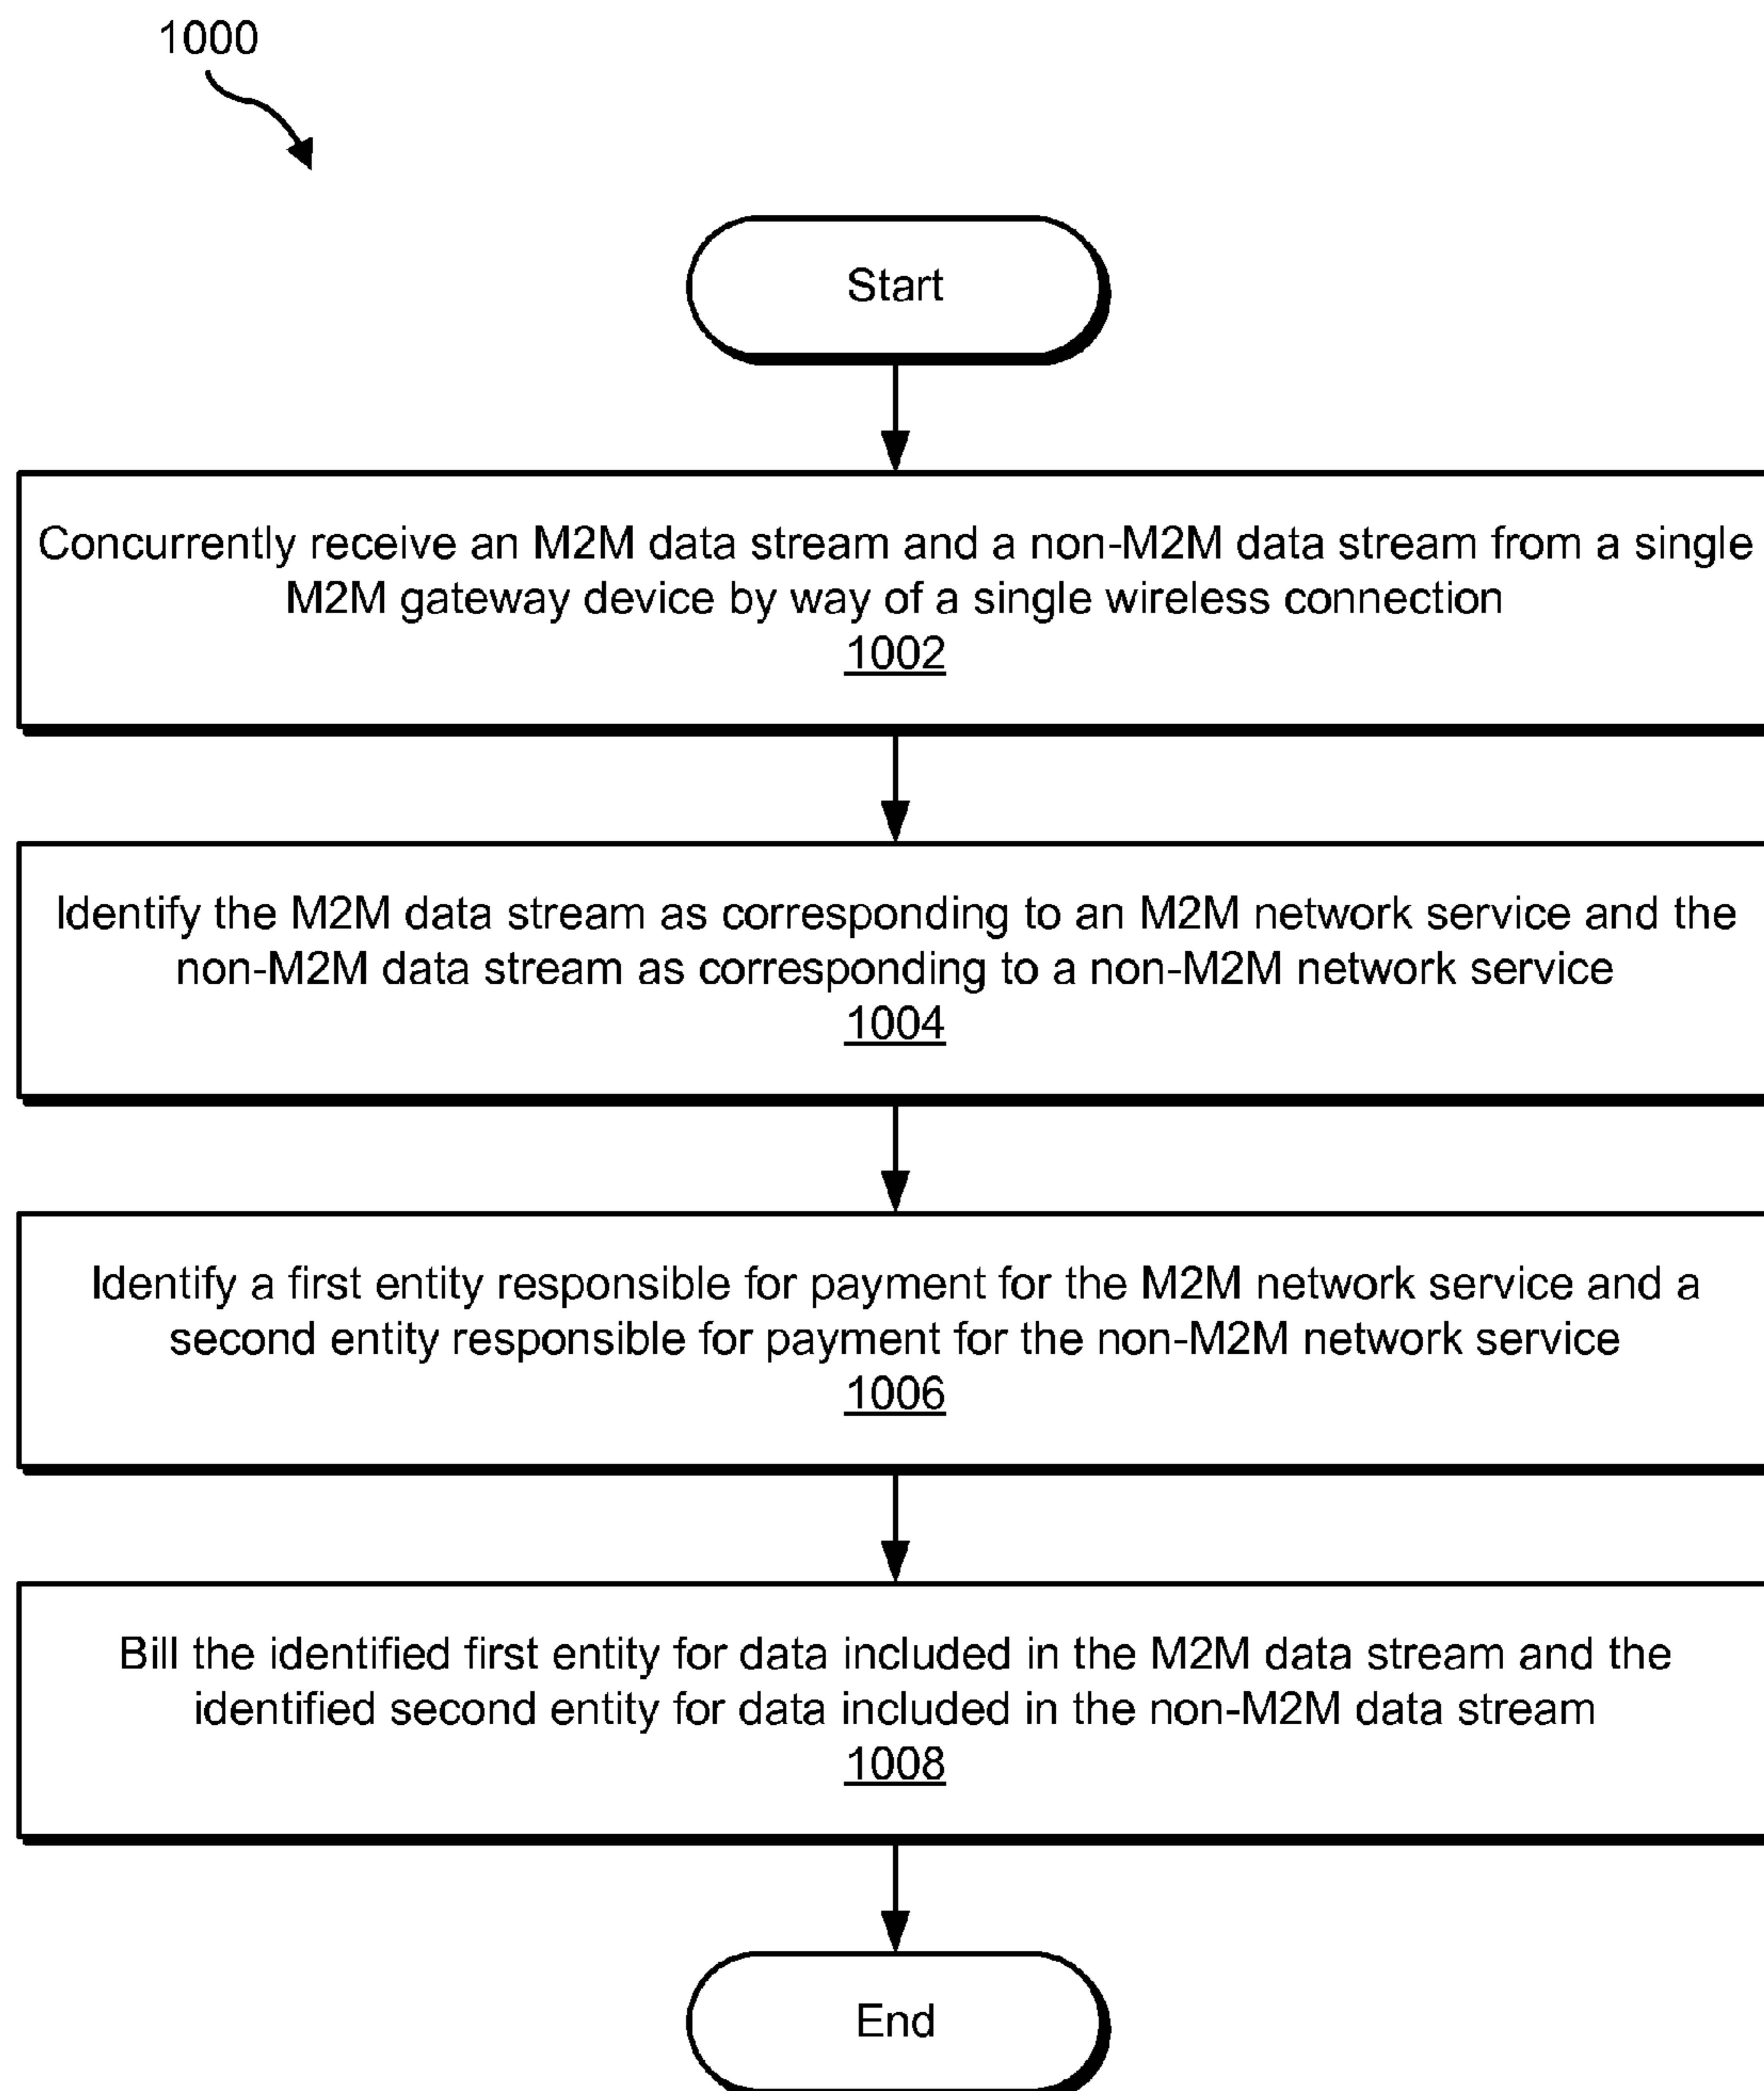 1000
Start
Concurrently receive an M2M data stream and a non-M2M data stream from a single
M2M gateway device by way of a single wireless connection
1002
Identify the M2M data stream as corresponding to an M2M network service and the
non-M2M data stream as corresponding to a non-M2M network service
1004
Identify a first entity responsible for payment for the M2M network service and a
second entity responsible for payment for the non-M2M network service
1006
Bill the identified first entity for data included in the M2M data stream and the
identified second entity for data included in the non-M2M data stream
1008
End